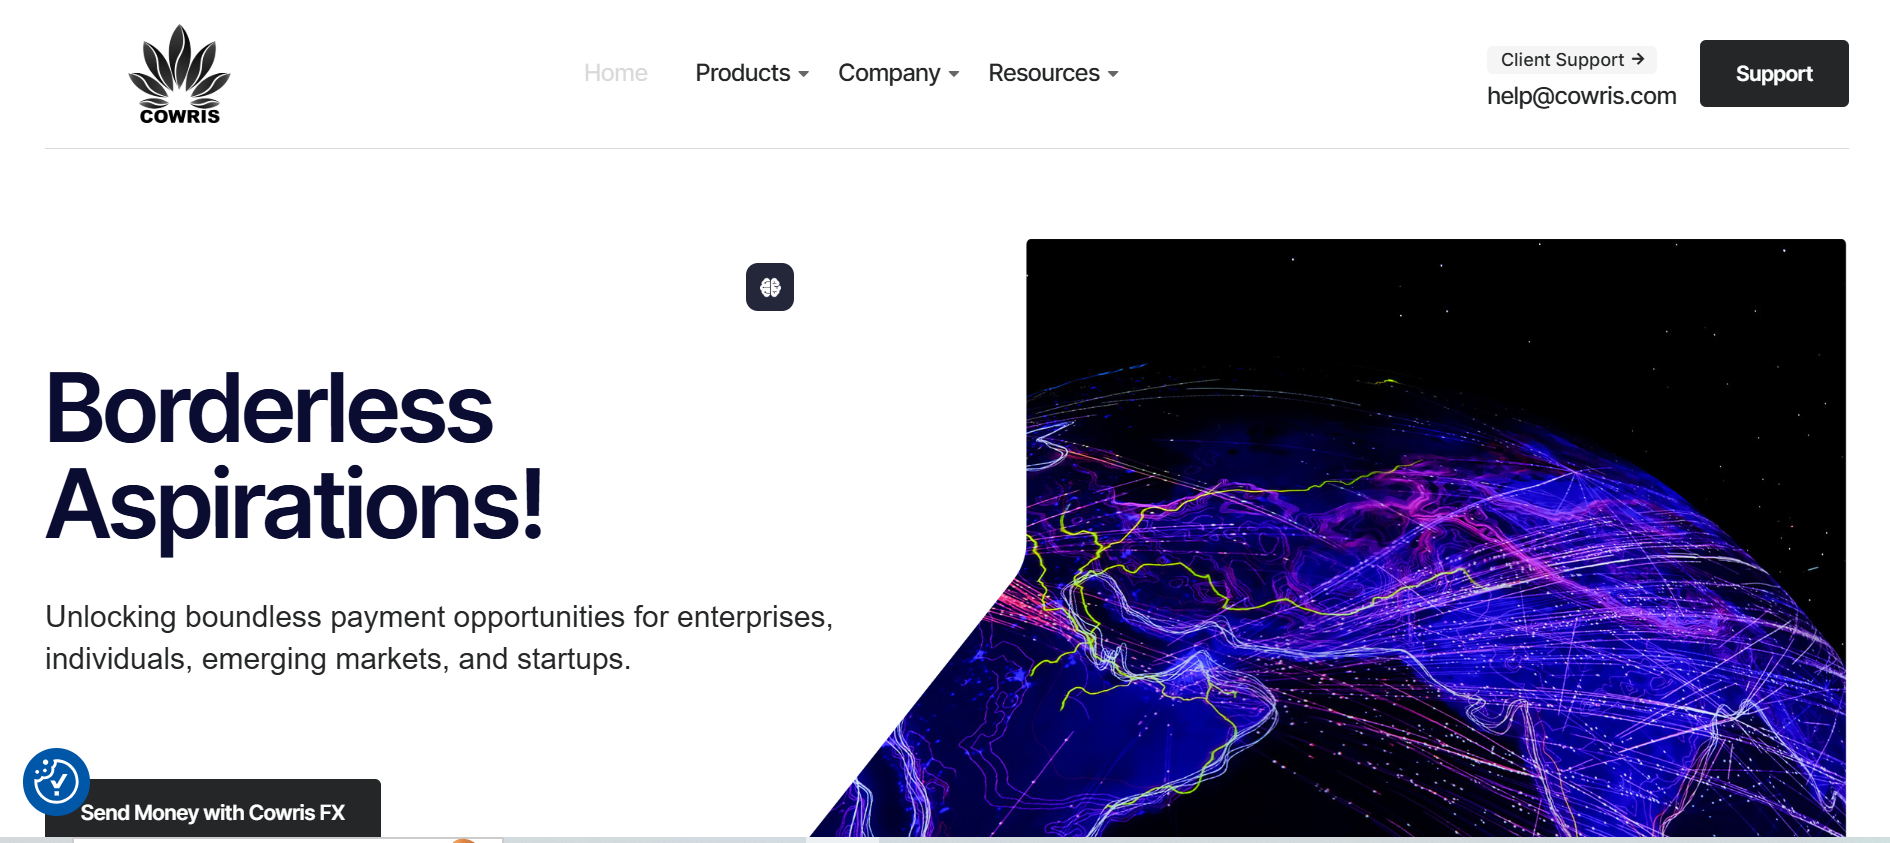 COWRIS
Home
Products
Company
Resources
Client Support
help@cowris.com
Support
Borderless
Aspirations!
Unlocking boundless payment opportunities for enterprises,
individuals, emerging markets, and startups.
Send Money with Cowris FX